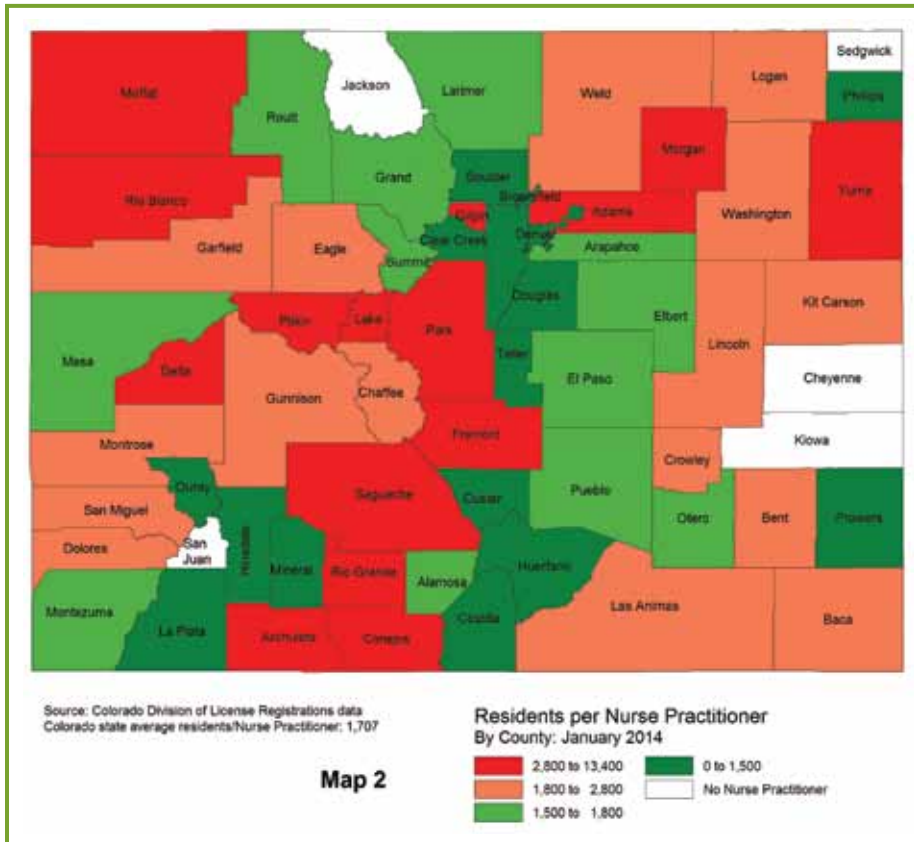 Sedgwick
Logan
Jackson
Larimer
Weld
Phillips
Moffat
Routt
Morgan
Grand
Boulder
Yuma
Rio Blanco
Broomfield
Gilpin
Adams
Washington
Garfield
Eagle
Clear Creek
Denver
Arapahoe
Summit
Douglas
Kit Carson
Pitkin
Lake
Park
Elbert
Mesa
Teller
Lincoln
Delta
El Paso
Cheyenne
Gunnison
Chaffee
Fremont
Kiowa
Montrose
Crowley
Ouray
Saguache
Custer
Pueblo
San Miguel
Otero
Bent
Prowers
San
Juan
Dolores
Hinsdale
Mineral
Rio Grande
Alamosa
Huerfano
Montezuma
Las Animas
La Plata
Costilla
Baca
Archuleta
Conejos
Source: Colorado Division of License Registrations data
Colorado state average residents/Nurse Practitioner: 1,707
Map 2
Residents per Nurse Practitioner
By County: January 2014
2,800 to 13,400
1,800 to 2,800
1,500 to 1,800
0 to 1,500
No Nurse Practitioner